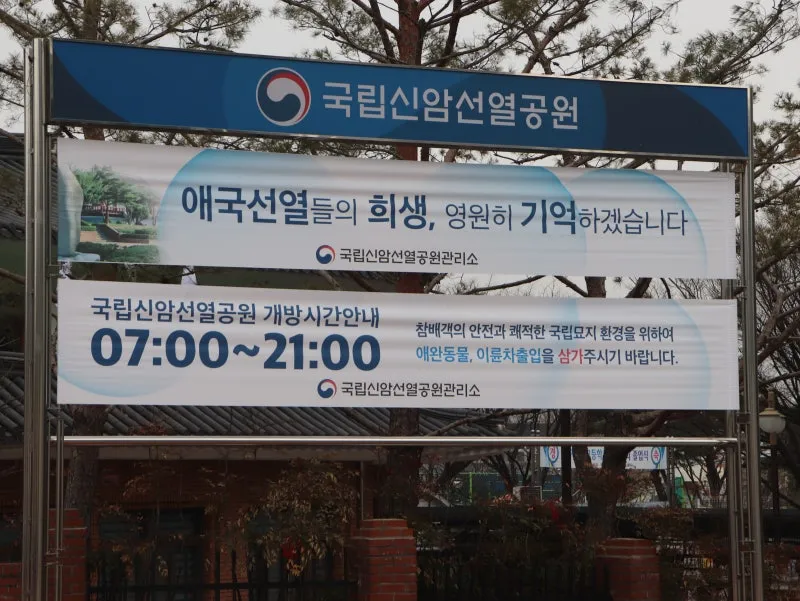 국립신암선열공원
애국선열들의 희생, 영원히 기억하겠습니다
국립신암선열공원관리소
국립신암선열공원 개방시간안내
07:00~21:00
참배객의 안전과 쾌적한 국립묘지 환경을 위하여
애완동물, 이륜차출입을 삼가주시기 바랍니다.
국립신암선열공원관리소